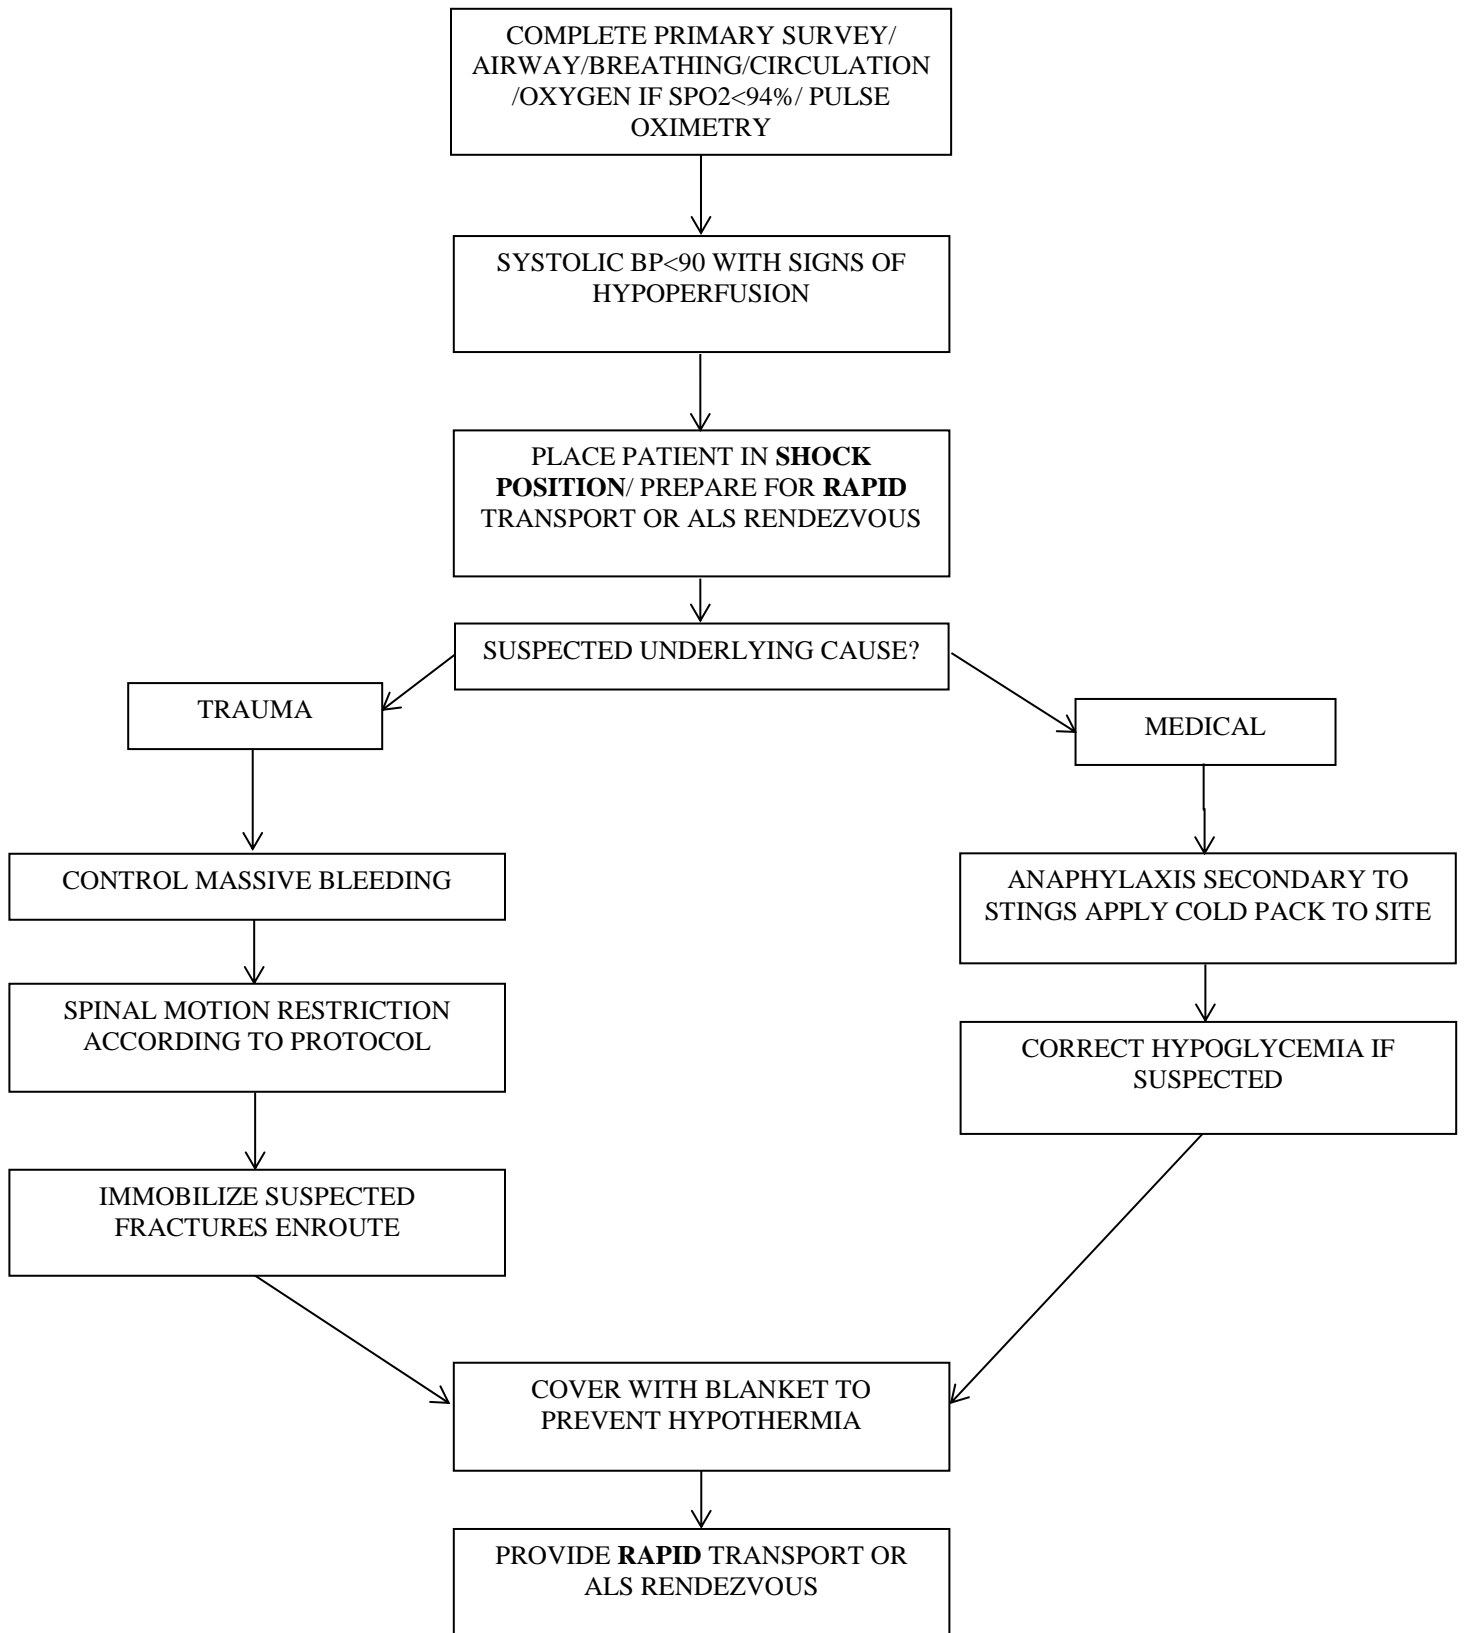 COMPLETE PRIMARY SURVEY/
AIRWAY/BREATHING/CIRCULATION
/OXYGEN IF SPO2<94%/ PULSE
OXIMETRY
SYSTOLIC BP<90 WITH SIGNS OF
HYPOPERFUSION
PLACE PATIENT IN SHOCK
POSITION/ PREPARE FOR RAPID
TRANSPORT OR ALS RENDEZVOUS
SUSPECTED UNDERLYING CAUSE?
TRAUMA
CONTROL MASSIVE BLEEDING
SPINAL MOTION RESTRICTION
ACCORDING TO PROTOCOL
IMMOBILIZE SUSPECTED
FRACTURES ENROUTE
MEDICAL
ANAPHYLAXIS SECONDARY TO
STINGS APPLY COLD PACK TO SITE
CORRECT HYPOGLYCEMIA IF
SUSPECTED
COVER WITH BLANKET TO
PREVENT HYPOTHERMIA
PROVIDE RAPID TRANSPORT OR
ALS RENDEZVOUS